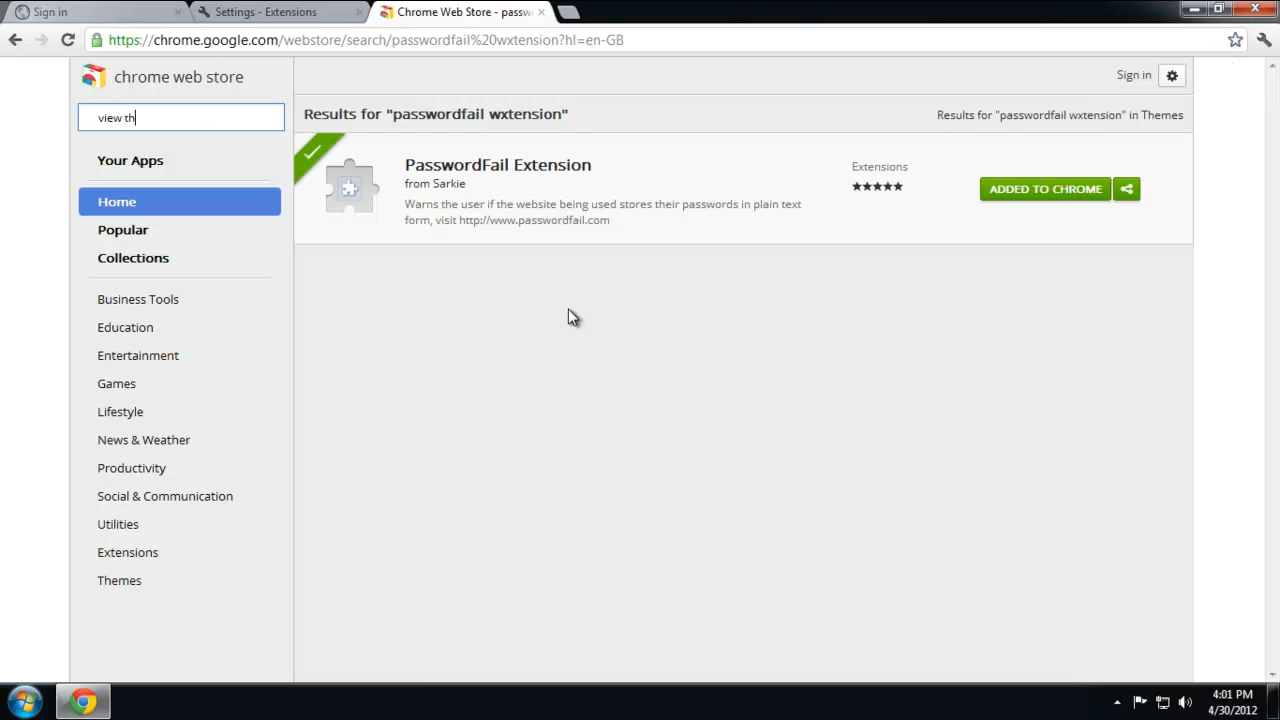 Sign in
Settings - Extensions
Chrome Web Store - passw
https://chrome.google.com/webstore/search/passwordfail%20wxtension?hl=en-GB
chrome web store
Sign in
view th
Results for "passwordfail wxtension"
Results for "passwordfail wxtension" in Themes
Your Apps
Home
Popular
Collections
Business Tools
Education
Entertainment
Games
Lifestyle
News & Weather
Productivity
Social & Communication
Utilities
Extensions
Themes
PasswordFail Extension
from Sarkie
Warns the user if the website being used stores their passwords in plain text
form, visit http://www.passwordfail.com
Extensions
ADDED TO CHROME
4:01 PM
4/30/2012